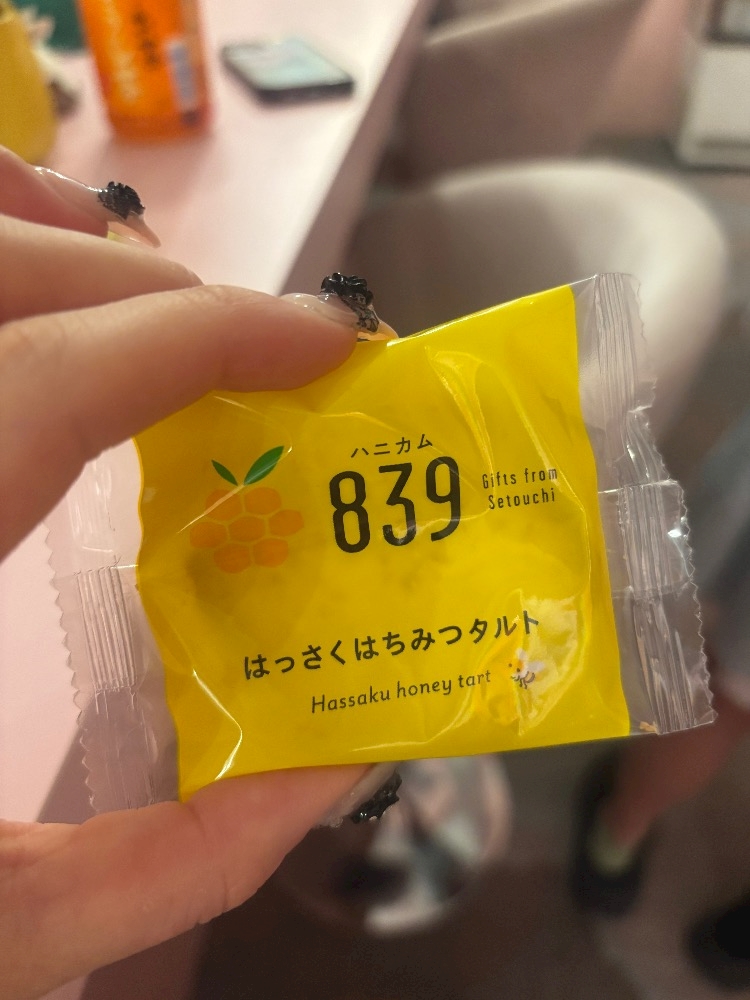 ハニカム
839
Gifts from
Setouchi
はっさくはちみつタルト
Hassaku honey tart